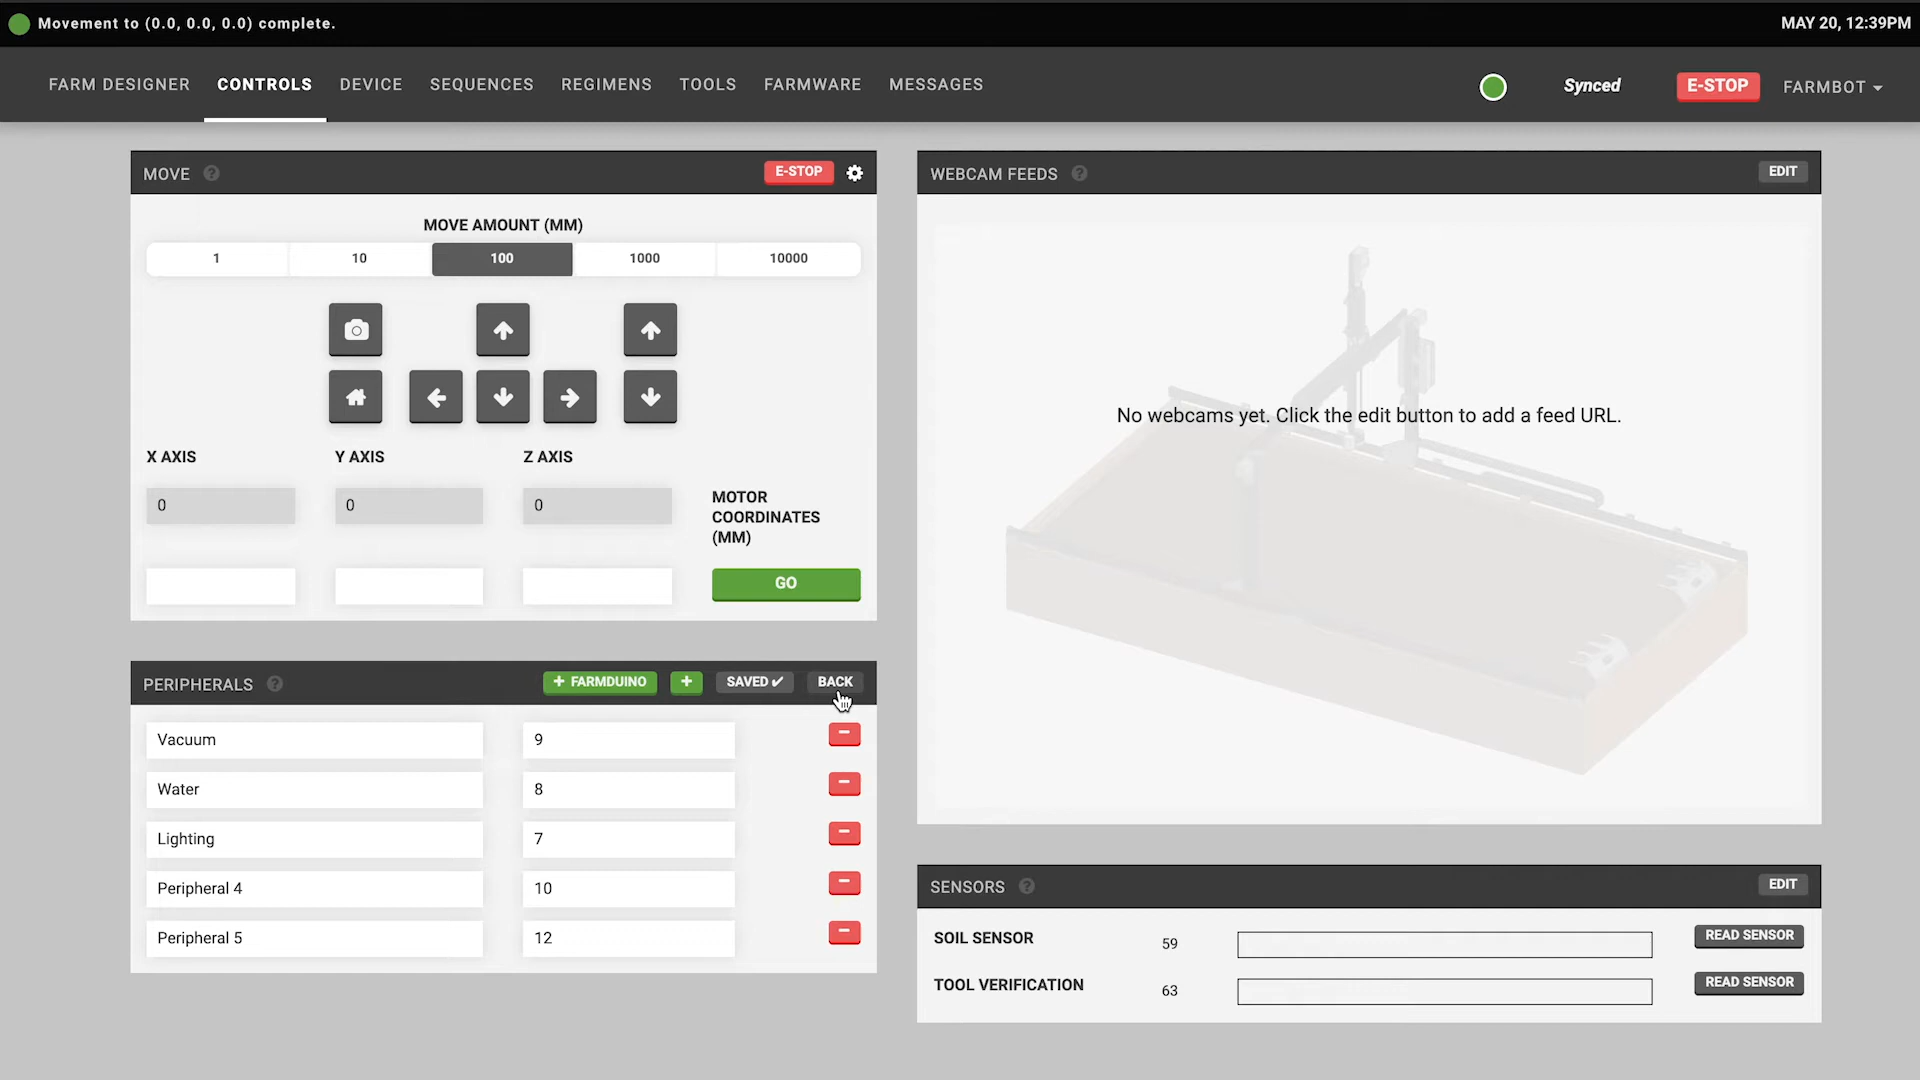 Movement to (0.0, 0.0, 0.0) complete.
MAY 20, 12:39PM
FARM DESIGNER
CONTROLS
DEVICE
SEQUENCES
REGIMENS
TOOLS
FARMWARE
MESSAGES
Synced
E-STOP
FARMBOT
MOVE
E-STOP
MOVE AMOUNT (MM)
1
10
100
1000
10000
X AXIS
Y AXIS
Z AXIS
0
0
0
MOTOR
COORDINATES
(MM)
GO
PERIPHERALS
+ FARMDUINO
+
SAVED ✔
BACK
Vacuum
9
Water
8
Lighting
7
Peripheral 4
10
Peripheral 5
12
WEBCAM FEEDS
EDIT
No webcams yet. Click the edit button to add a feed URL.
SENSORS
EDIT
SOIL SENSOR
59
READ SENSOR
TOOL VERIFICATION
63
READ SENSOR